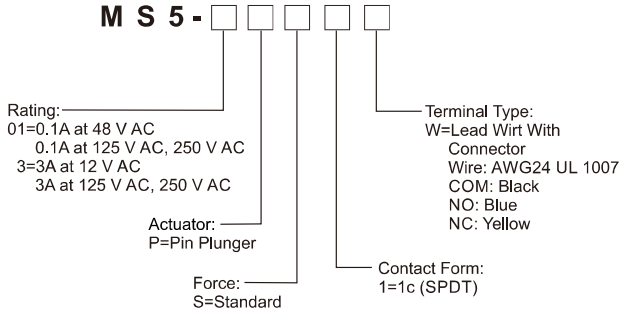 M S 5 -
Rating:
01=0.1A at 48 V AC
0.1A at 125 V AC, 250 V AC
3=3A at 12 V AC
3A at 125 V AC, 250 V AC
Actuator:
P=Pin Plunger
Force:
S=Standard
Contact Form:
1=1c (SPDT)
Terminal Type:
W=Lead Wirt With
Connector
Wire: AWG24 UL 1007
COM: Black
NO: Blue
NC: Yellow